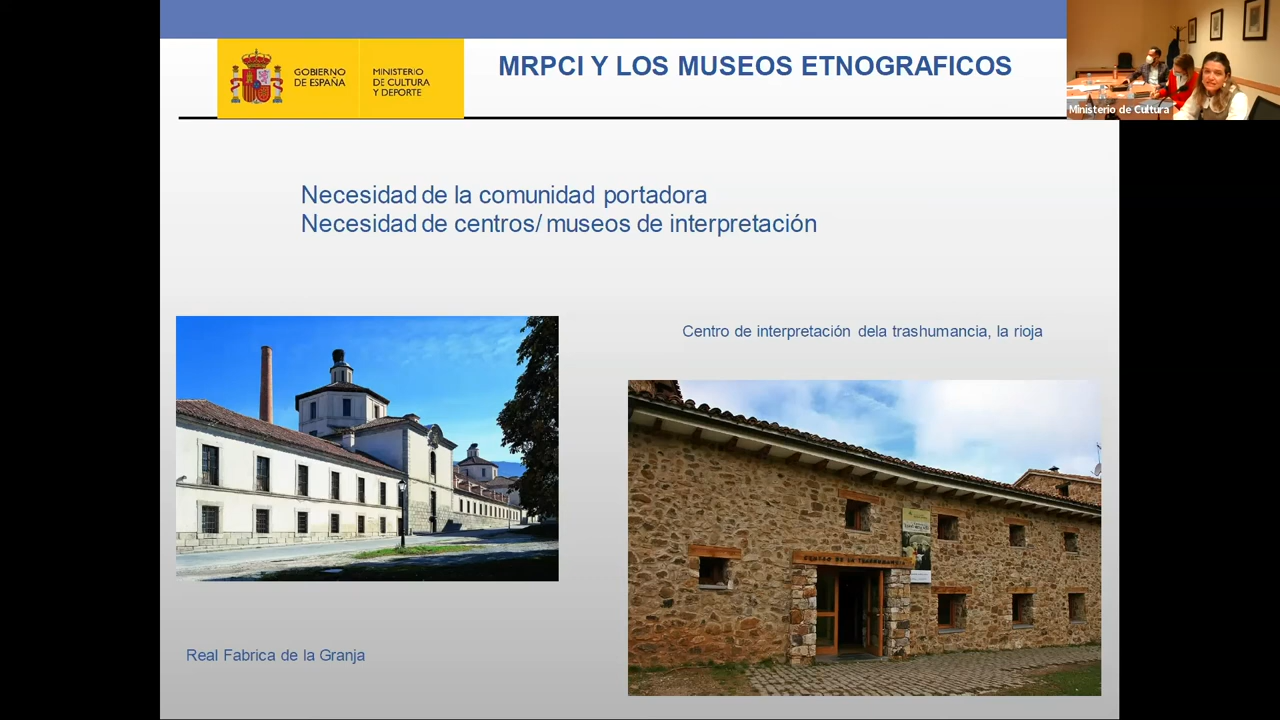 GOBIERNO
DE ESPAÑA
MINISTERIO
DE CULTURA
Y DEPORTE
MRPCI Y LOS MUSEOS ETNOGRAFICOS
Ministerio de Cultura
Necesidad de la comunidad portadora
Necesidad de centros/ museos de interpretación
Centro de interpretación dela trashumancia, la rioja
Real Fabrica de la Granja